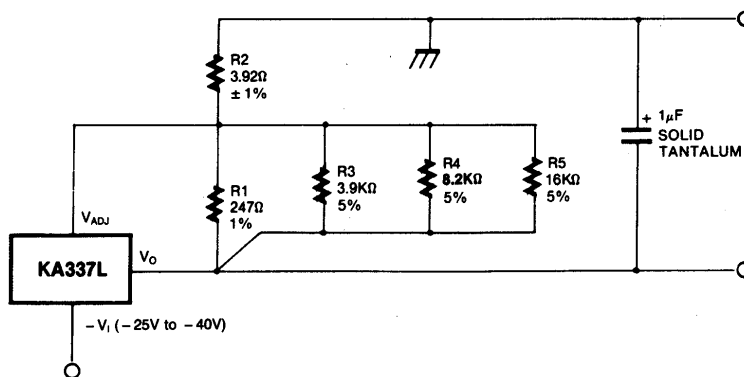 R2
3.92Ω
± 1%
+ 1μF
SOLID
TANTALUM
R3
3.9KΩ
5%
R4
8.2KΩ
5%
R5
16KΩ
5%
R1
247Ω
1%
VADJ
KA337L
VO
−VI (−25V to −40V)